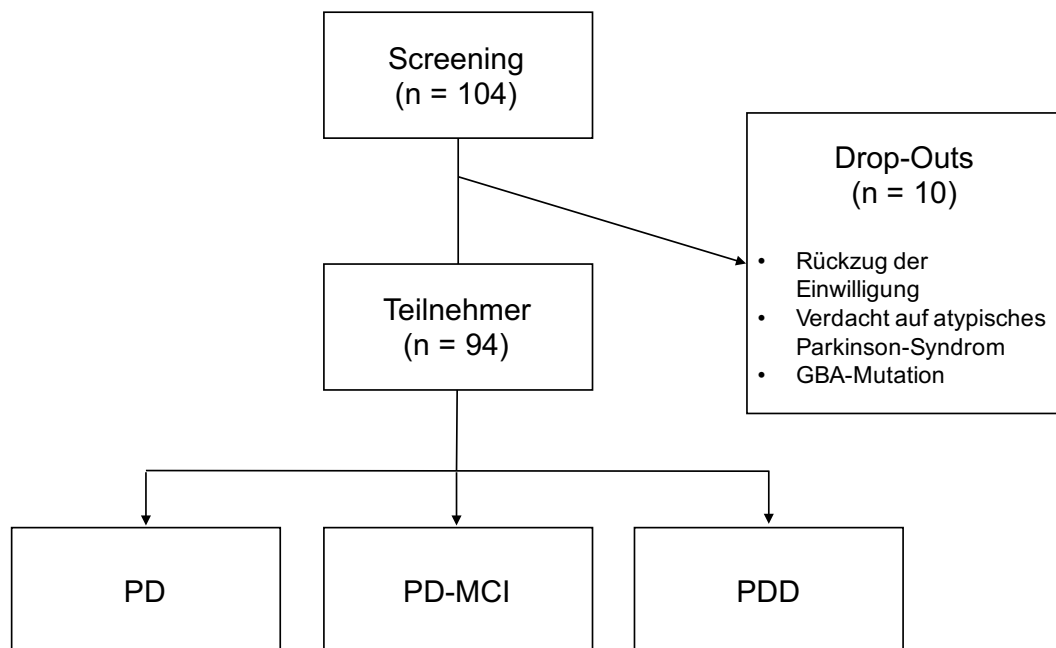 Screening
(n = 104)
Drop-Outs
(n = 10)
• Rückzug der
Einwilligung
• Verdacht auf atypisches
Parkinson-Syndrom
• GBA-Mutation
Teilnehmer
(n = 94)
PD
PD-MCI
PDD